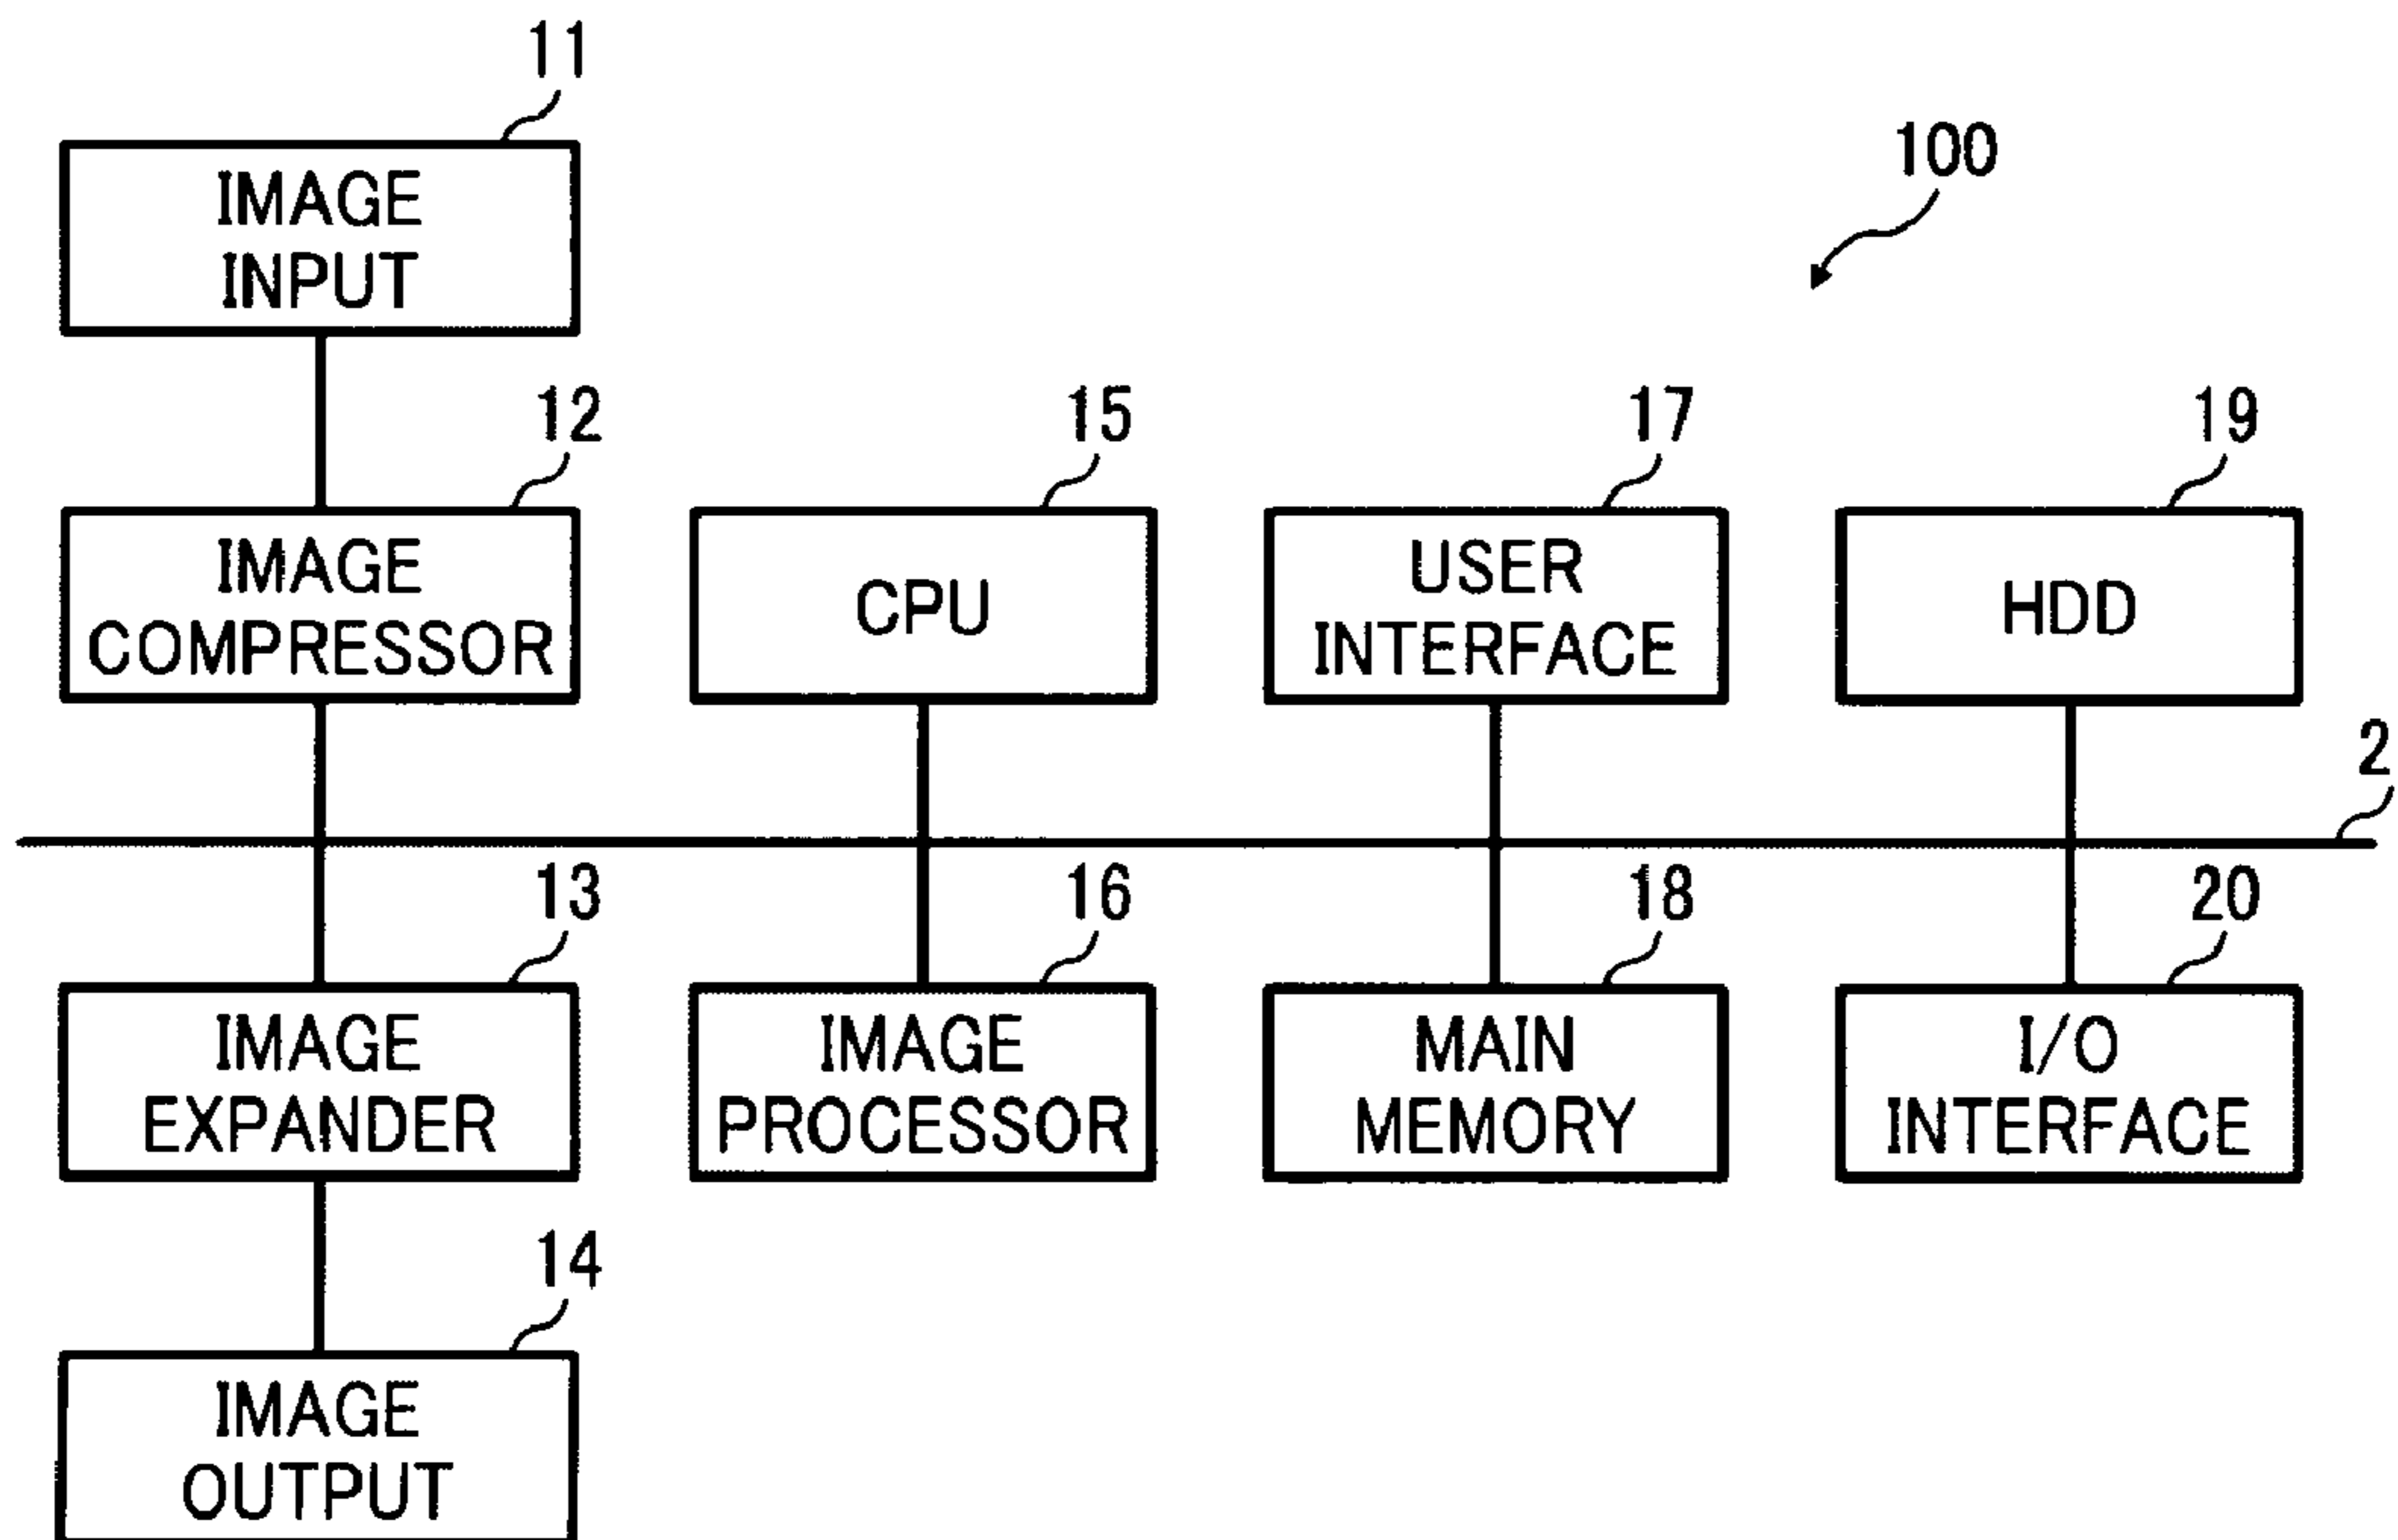 11
IMAGE
INPUT
100
12
IMAGE
COMPRESSOR
15
CPU
17
USER
INTERFACE
19
HDD
2
13
IMAGE
EXPANDER
16
IMAGE
PROCESSOR
18
MAIN
MEMORY
20
I/O
INTERFACE
14
IMAGE
OUTPUT